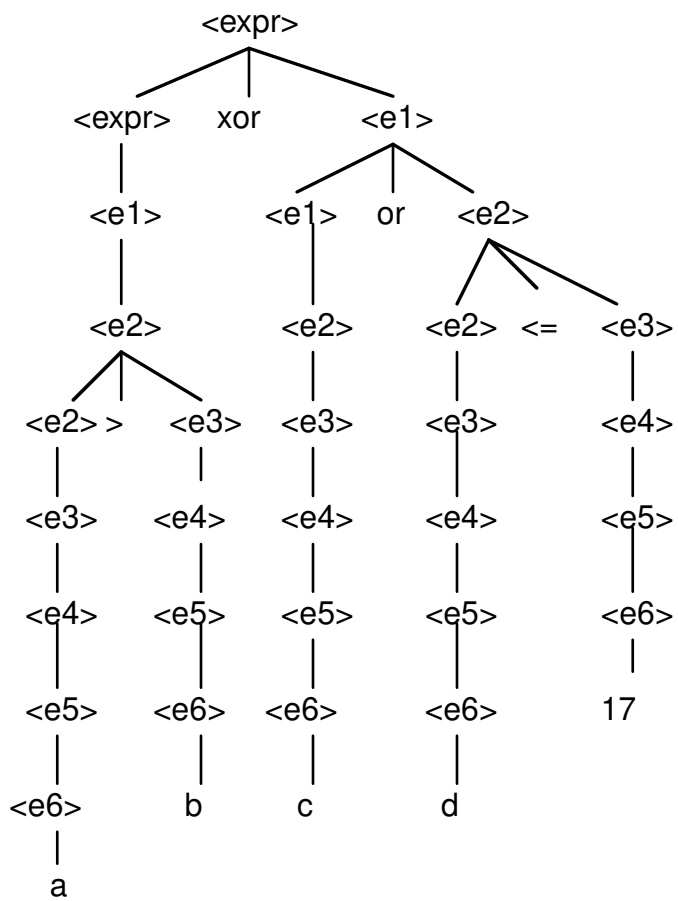 <expr>
<expr> xor <e1>
<e1> <e1> or <e2>
<e2> <e2> <e2> <= <e3>
<e2> > <e3> <e3> <e3> <e4>
<e3> <e4> <e4> <e4> <e5>
<e4> <e5> <e5> <e5> <e6>
<e5> <e6> <e6> <e6> 17
<e6> b c d
a